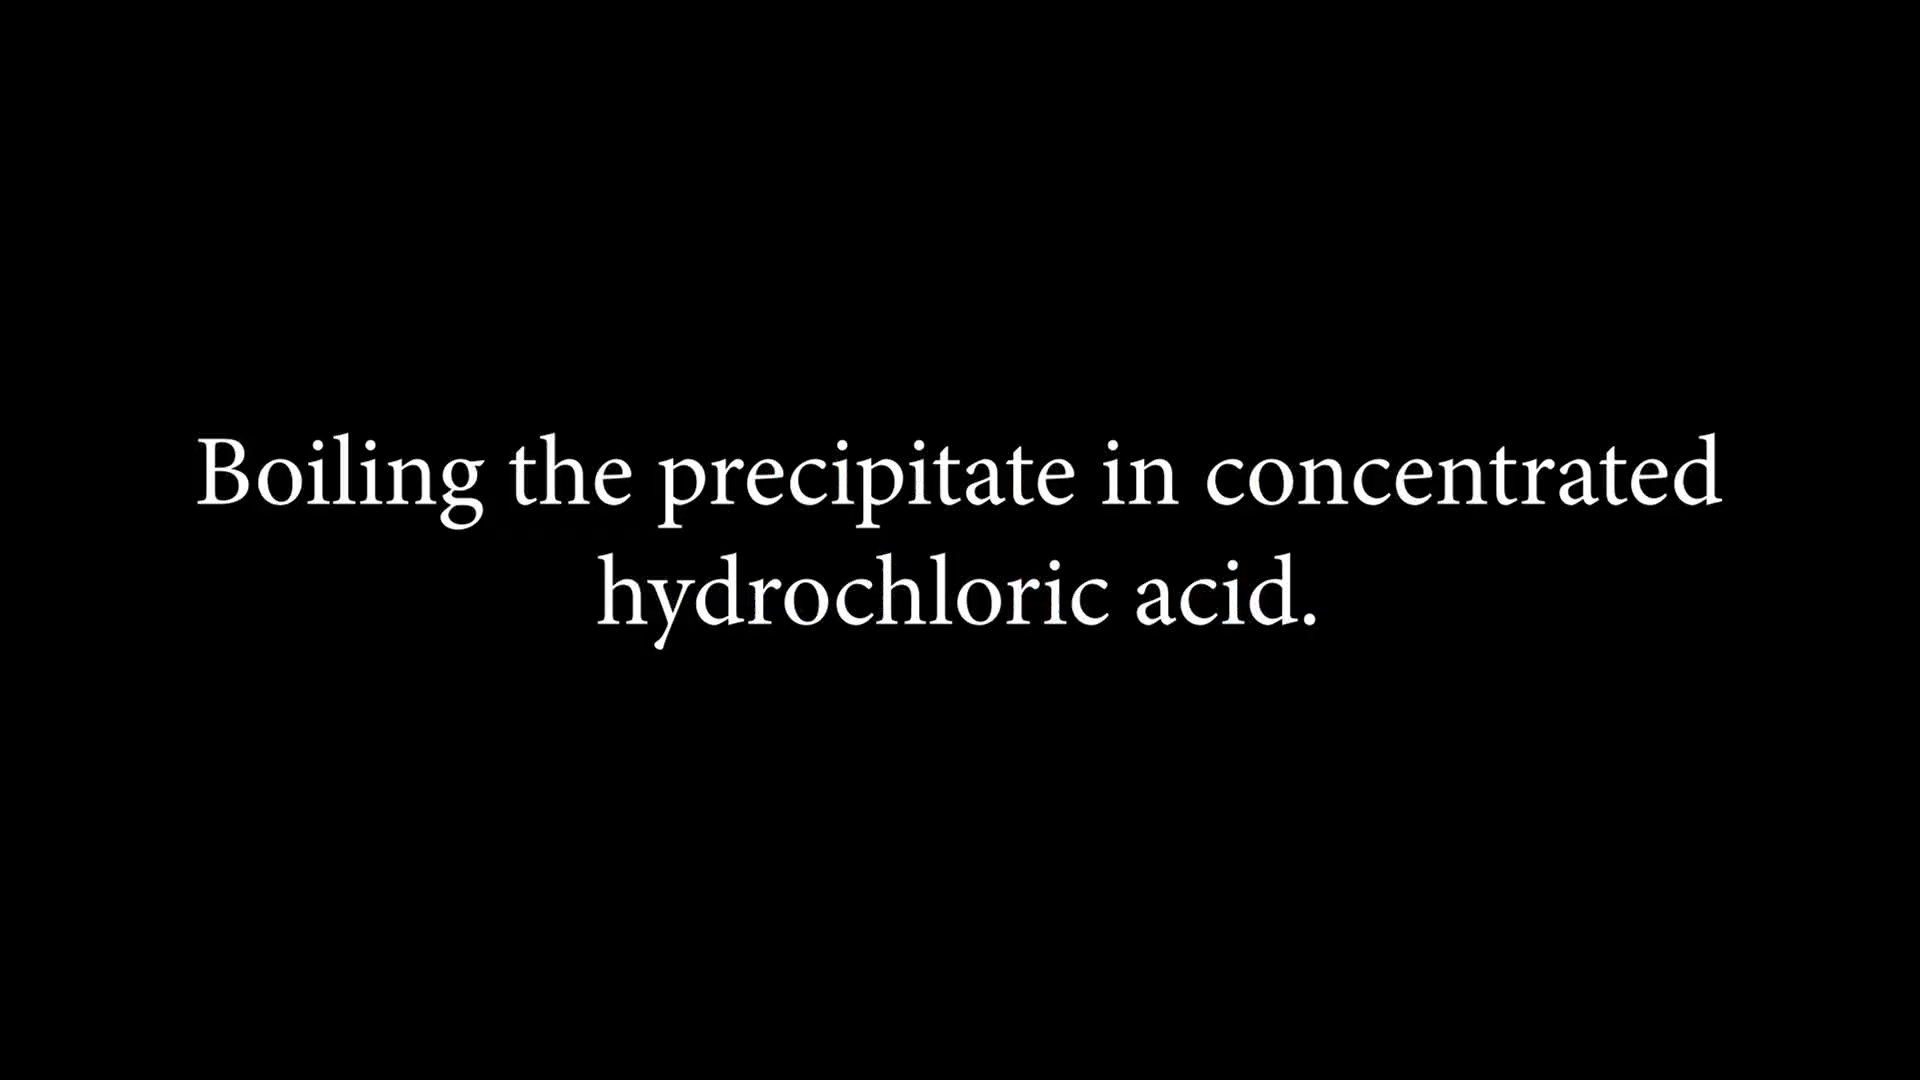 Boiling the precipitate in concentrated
hydrochloric acid.